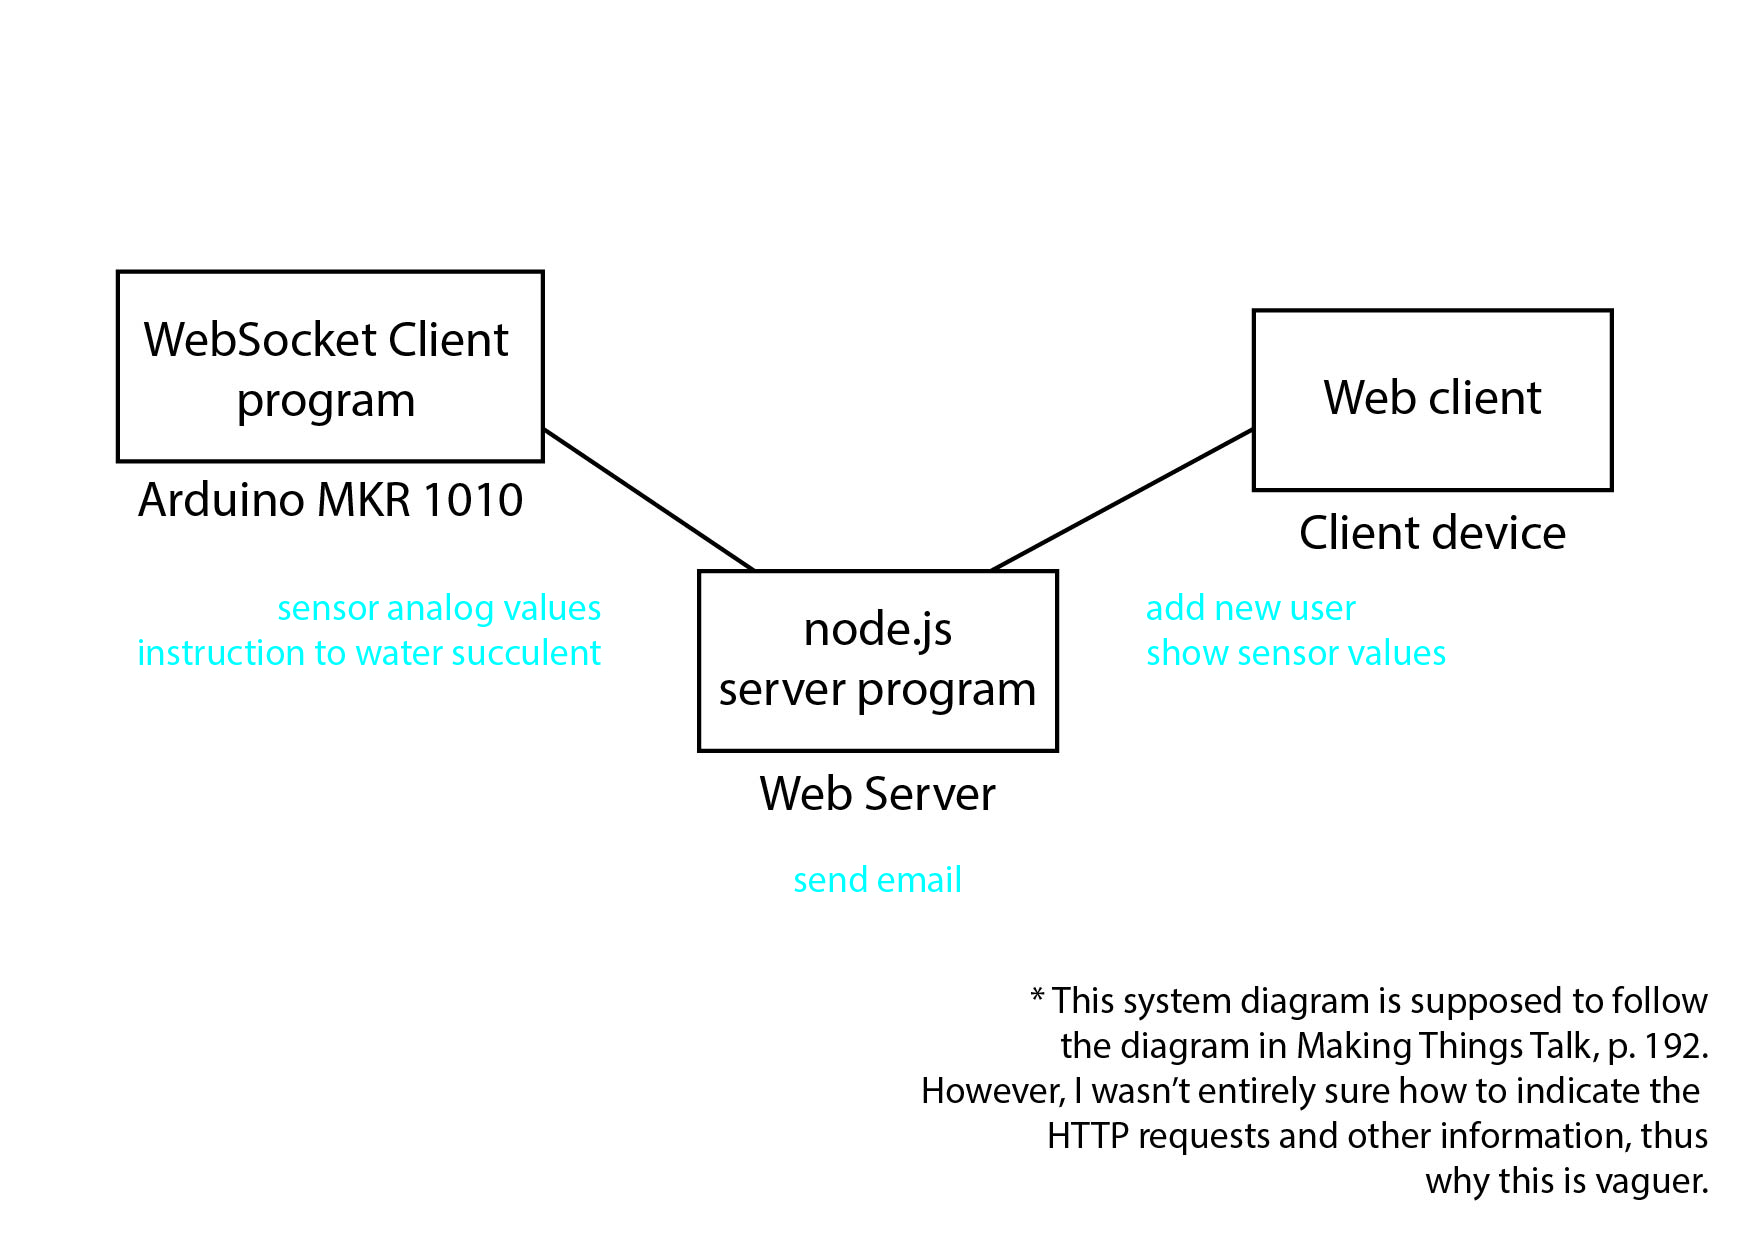 WebSocket Client
program
Arduino MKR 1010
sensor analog values
instruction to water succulent
Web client
Client device
add new user
show sensor values
node.js
server program
Web Server
send email
* This system diagram is supposed to follow
the diagram in Making Things Talk, p. 192.
However, I wasn’t entirely sure how to indicate the
HTTP requests and other information, thus
why this is vaguer.